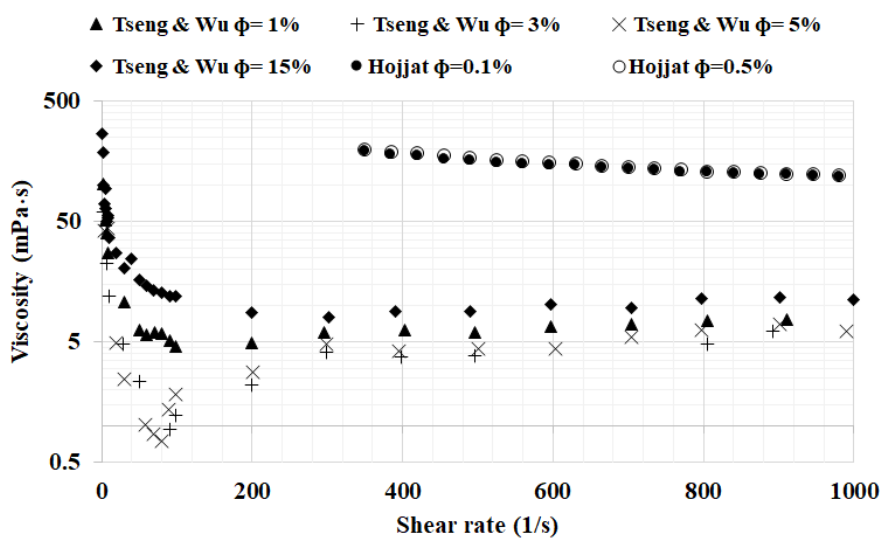 Tseng & Wu ϕ= 1% Tseng & Wu ϕ= 3% Tseng & Wu ϕ= 5%
Tseng & Wu ϕ= 15% Hojjat ϕ=0.1% Hojjat ϕ=0.5%
500
50
5
0.5
Viscosity (mPa·s)
0 200 400 600 800 1000
Shear rate (1/s)